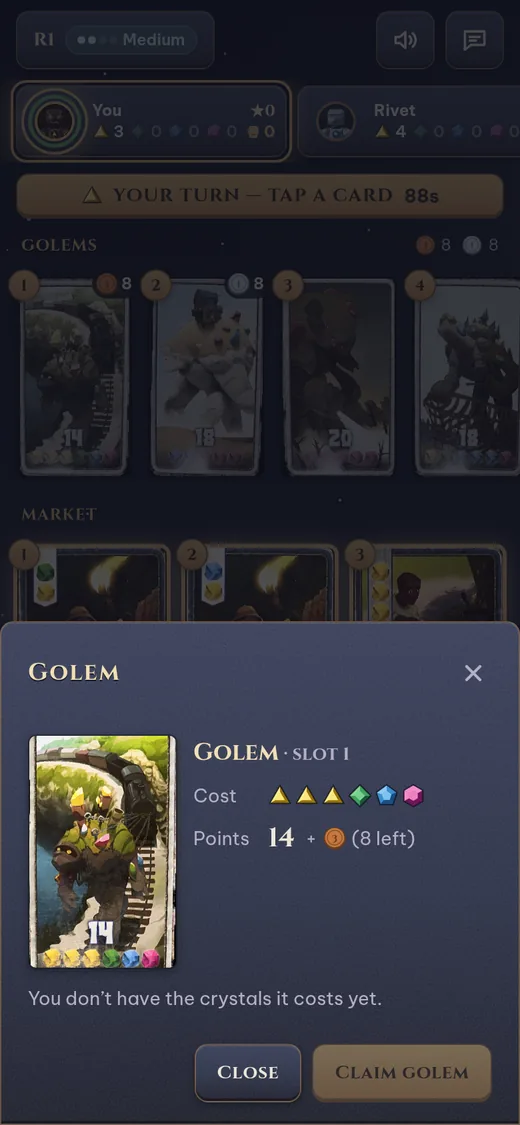 R1 Medium
You ★0
3 0 0 0 0
Rivet
4 0 0 0
YOUR TURN — TAP A CARD 88s
GOLEMS 8 8
1 8 2 8 3 4
14 18 20 18
MARKET
1 2 3
GOLEM
GOLEM · SLOT 1
Cost
Points 14 + (8 left)
14
You don't have the crystals it costs yet.
CLOSE CLAIM GOLEM